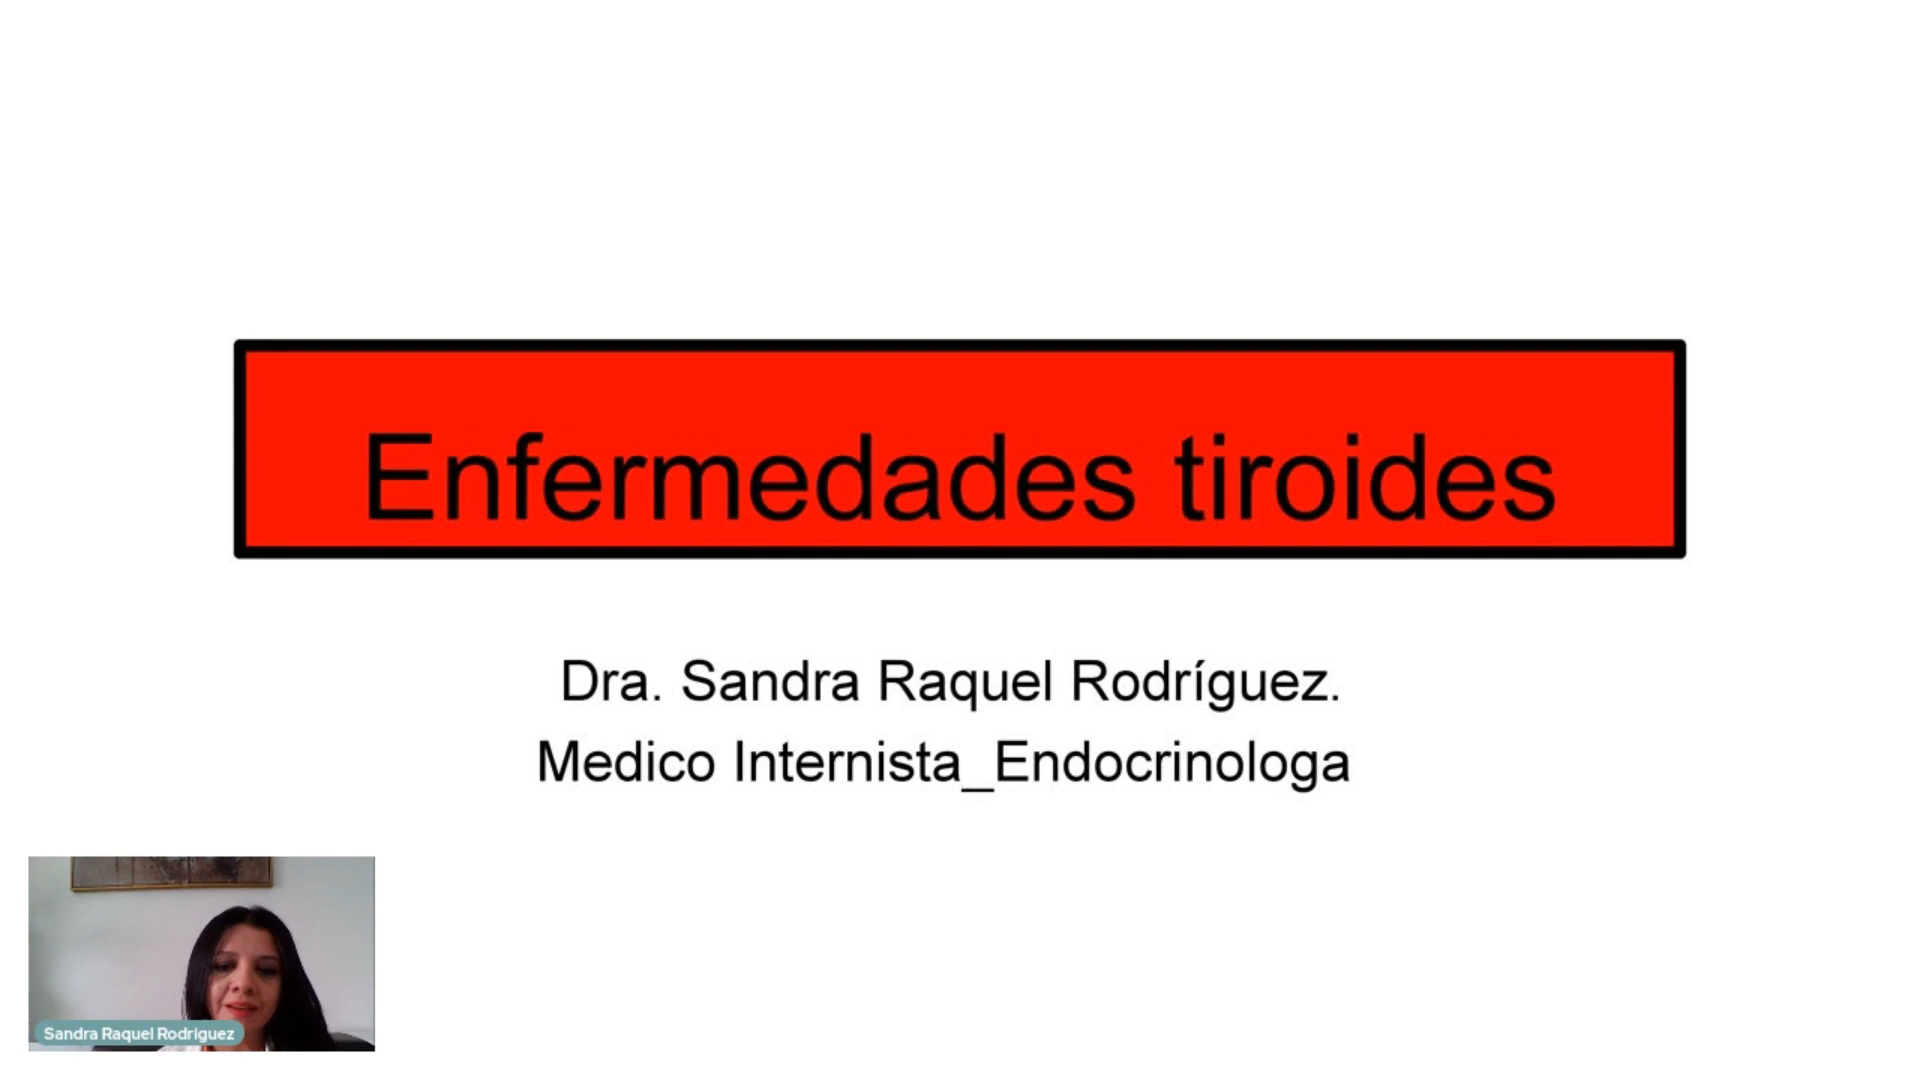 Enfermedades tiroides
Dra. Sandra Raquel Rodríguez.
Medico Internista_Endocrinologa
Sandra Raquel Rodriguez